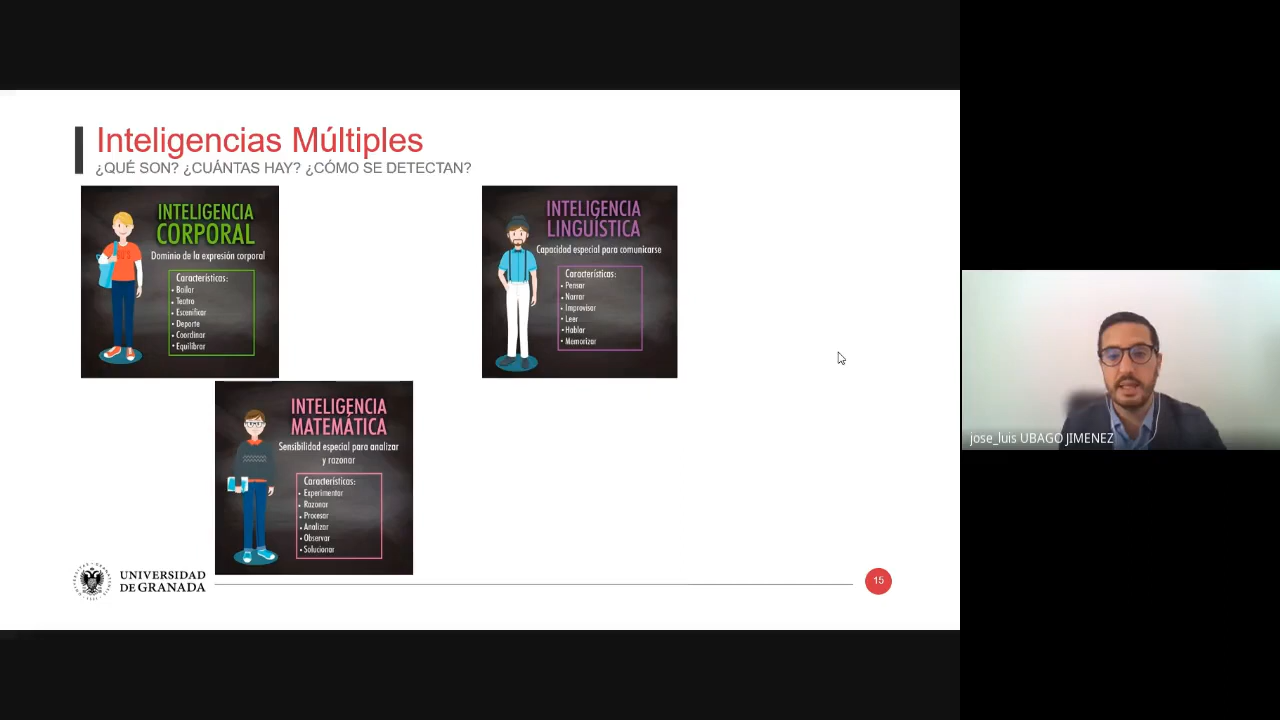 Inteligencias Múltiples
¿QUÉ SON? ¿CUÁNTAS HAY? ¿CÓMO SE DETECTAN?
INTELIGENCIA
CORPORAL
Dominio de la expresión corporal
Características:
• Bailar
• Teatro
• Escenificar
• Deporte
• Coordinar
• Equilibrar
INTELIGENCIA
LINGUÍSTICA
Capacidad especial para comunicarse
Características:
• Pensar
• Narrar
• Improvisar
• Leer
• Hablar
• Memorizar
INTELIGENCIA
MATEMÁTICA
Sensibilidad especial para analizar
y razonar
Características:
• Experimentar
• Razonar
• Procesar
• Analizar
• Observar
• Solucionar
UNIVERSIDAD
DE GRANADA
15
jose_luis UBAGO JIMENEZ